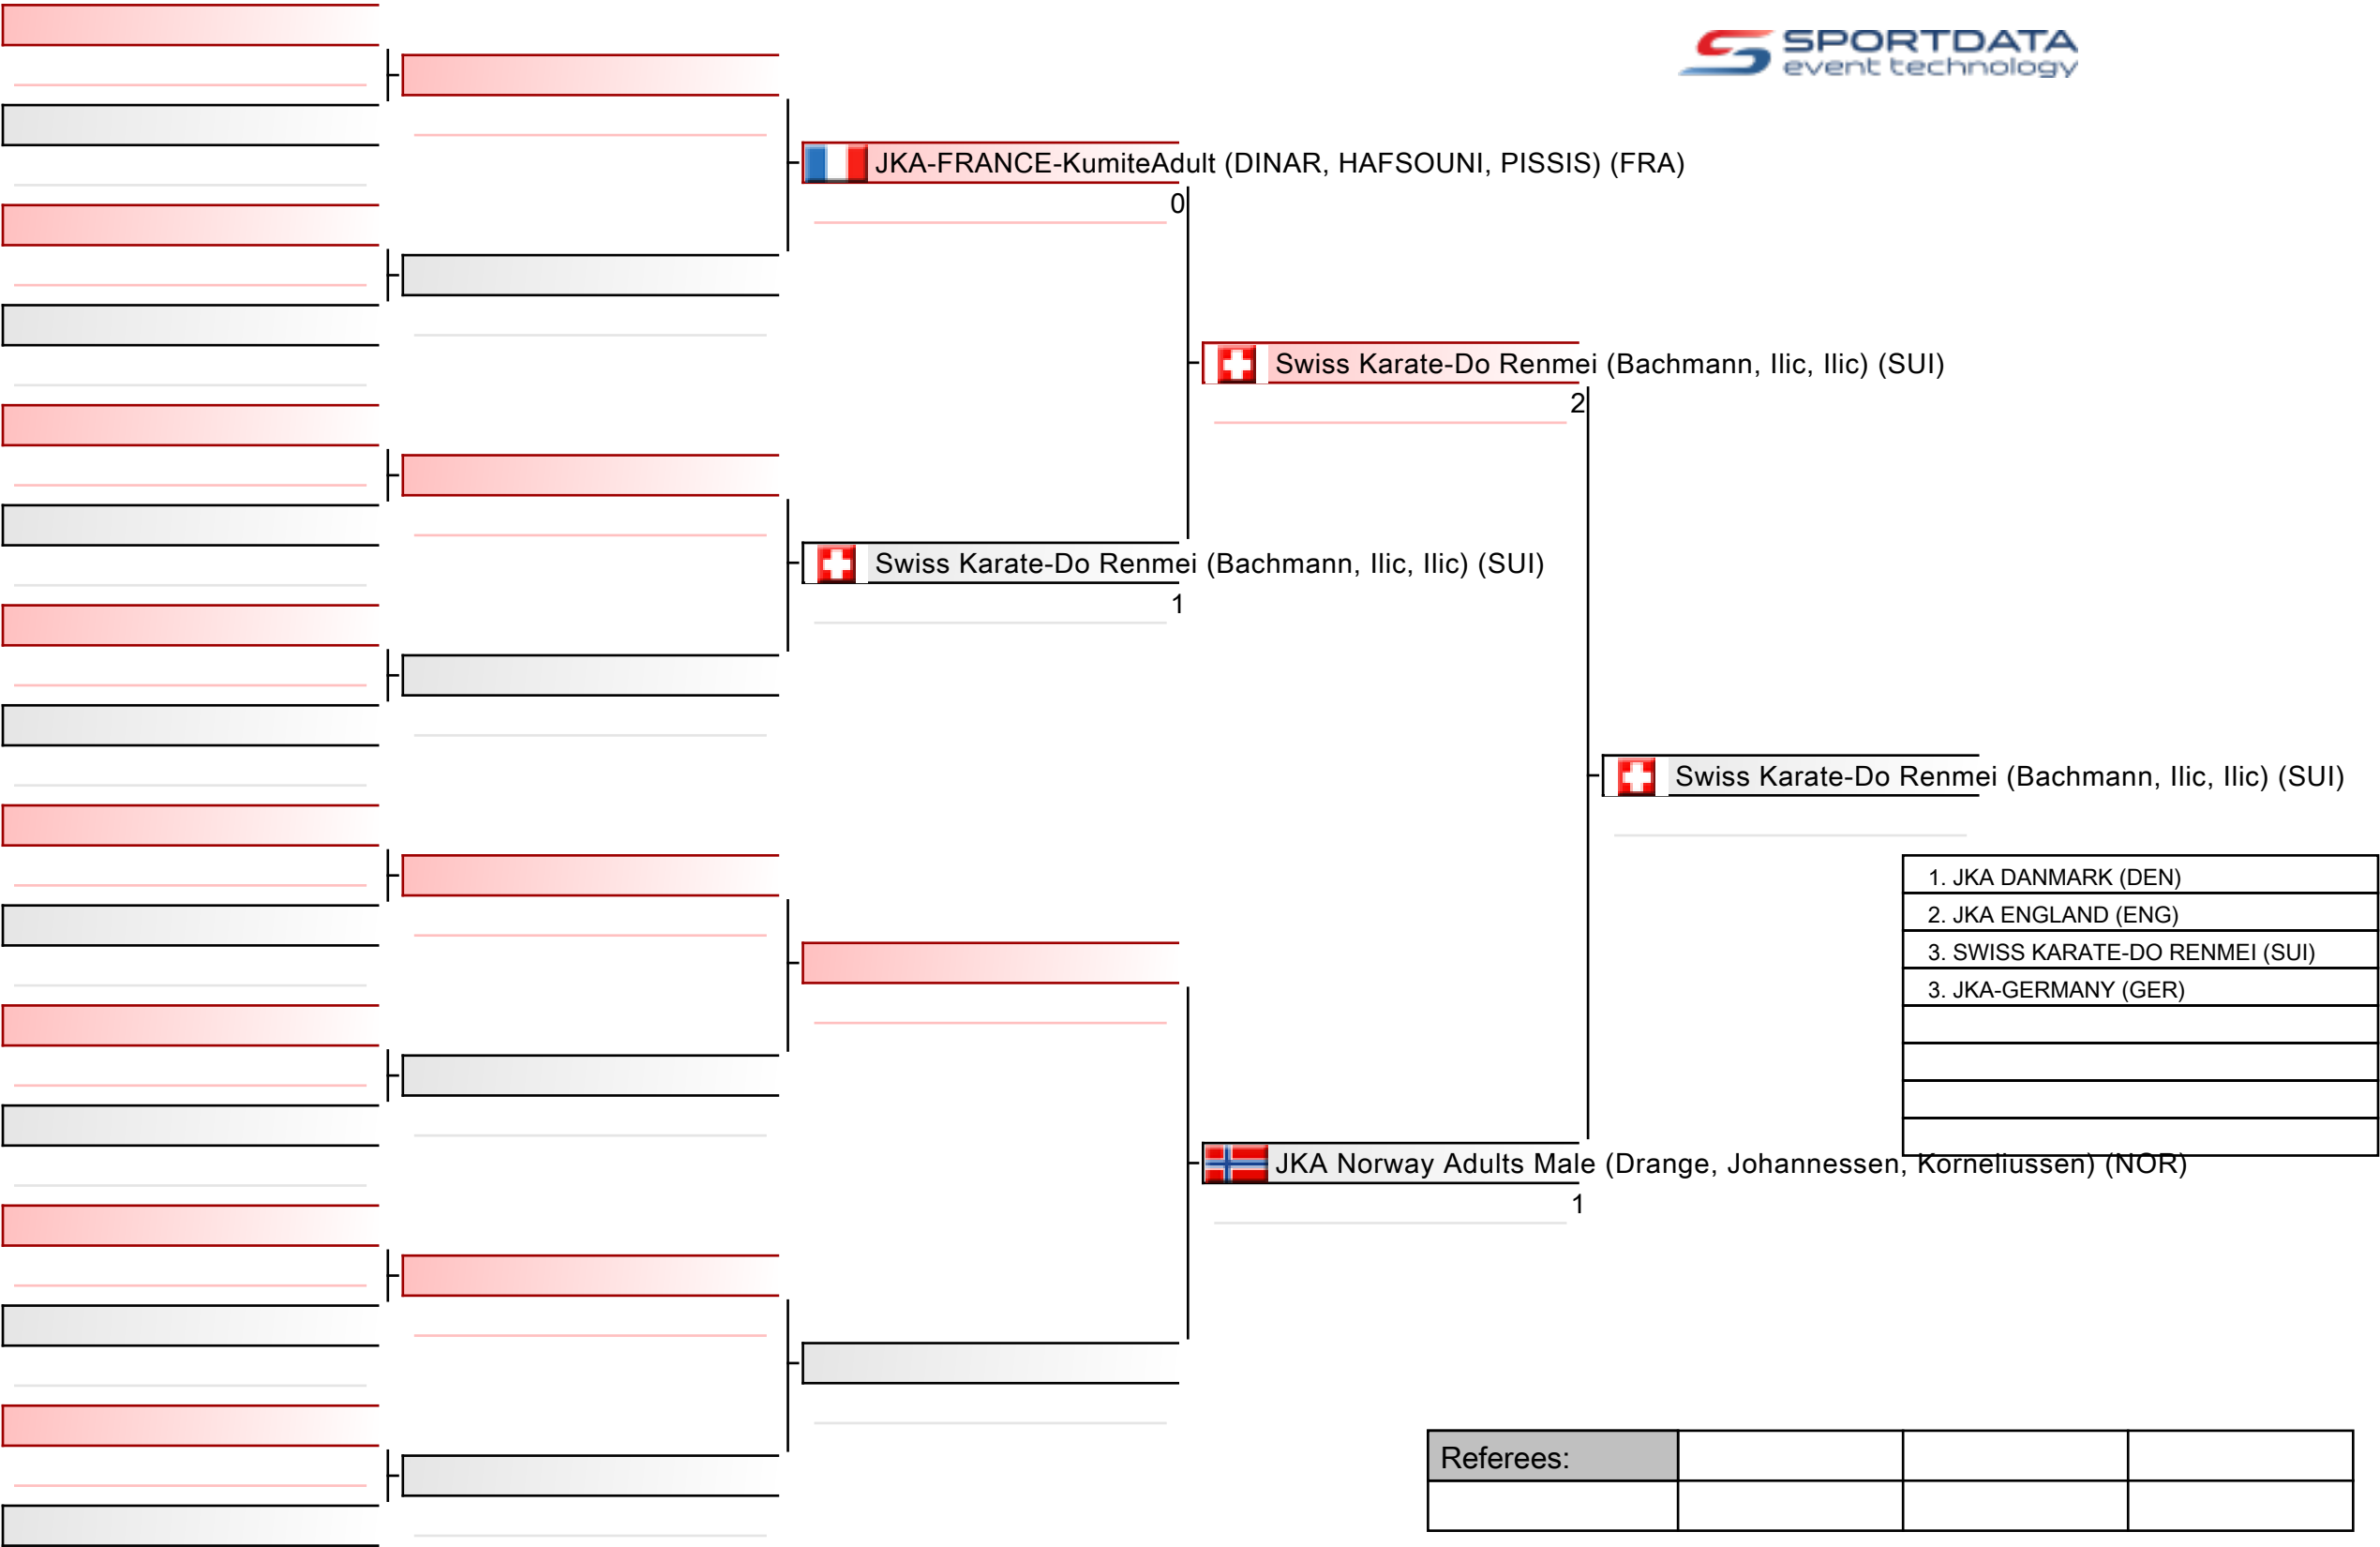 SPORTDATA
event technology
JKA-FRANCE-KumiteAdult (DINAR, HAFSOUNI, PISSIS) (FRA)
0
Swiss Karate-Do Renmei (Bachmann, Ilic, Ilic) (SUI)
2
Swiss Karate-Do Renmei (Bachmann, Ilic, Ilic) (SUI)
1
Swiss Karate-Do Renmei (Bachmann, Ilic, Ilic) (SUI)
1. JKA DANMARK (DEN)
2. JKA ENGLAND (ENG)
3. SWISS KARATE-DO RENMEI (SUI)
3. JKA-GERMANY (GER)
JKA Norway Adults Male (Drange, Johannessen, Korneliussen) (NOR)
1
Referees: